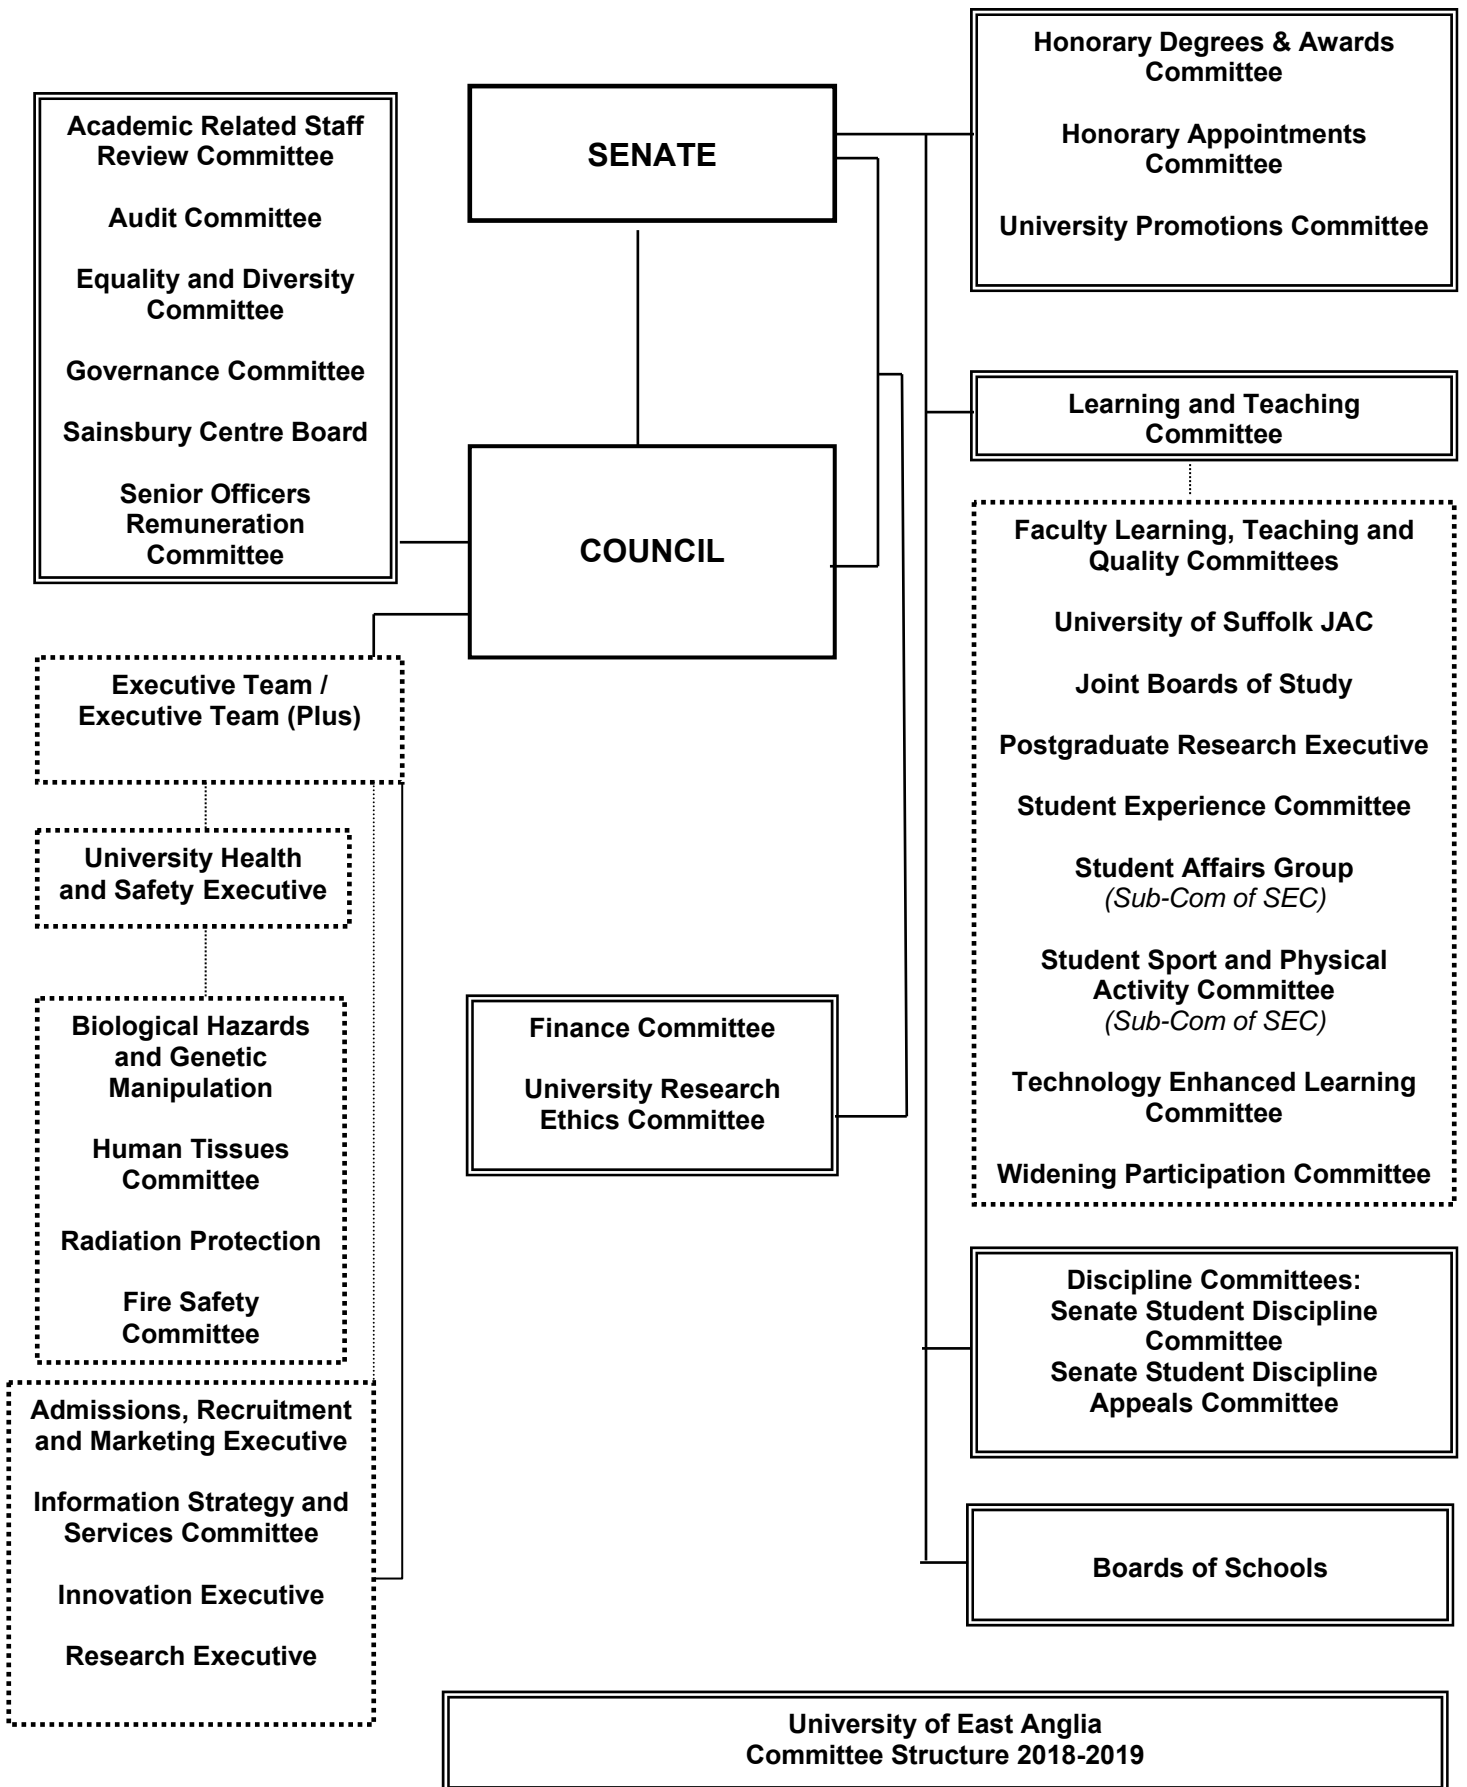 SENATE
COUNCIL
Academic Related Staff
Review Committee
Audit Committee
Equality and Diversity
Committee
Governance Committee
Sainsbury Centre Board
Senior Officers
Remuneration
Committee
Executive Team /
Executive Team (Plus)
University Health
and Safety Executive
Biological Hazards
and Genetic
Manipulation
Human Tissues
Committee
Radiation Protection
Fire Safety
Committee
Admissions, Recruitment
and Marketing Executive
Information Strategy and
Services Committee
Innovation Executive
Research Executive
Finance Committee
University Research
Ethics Committee
Honorary Degrees & Awards
Committee
Honorary Appointments
Committee
University Promotions Committee
Learning and Teaching
Committee
Faculty Learning, Teaching and
Quality Committees
University of Suffolk JAC
Joint Boards of Study
Postgraduate Research Executive
Student Experience Committee
Student Affairs Group
(Sub-Com of SEC)
Student Sport and Physical
Activity Committee
(Sub-Com of SEC)
Technology Enhanced Learning
Committee
Widening Participation Committee
Discipline Committees:
Senate Student Discipline
Committee
Senate Student Discipline
Appeals Committee
Boards of Schools
University of East Anglia
Committee Structure 2018-2019